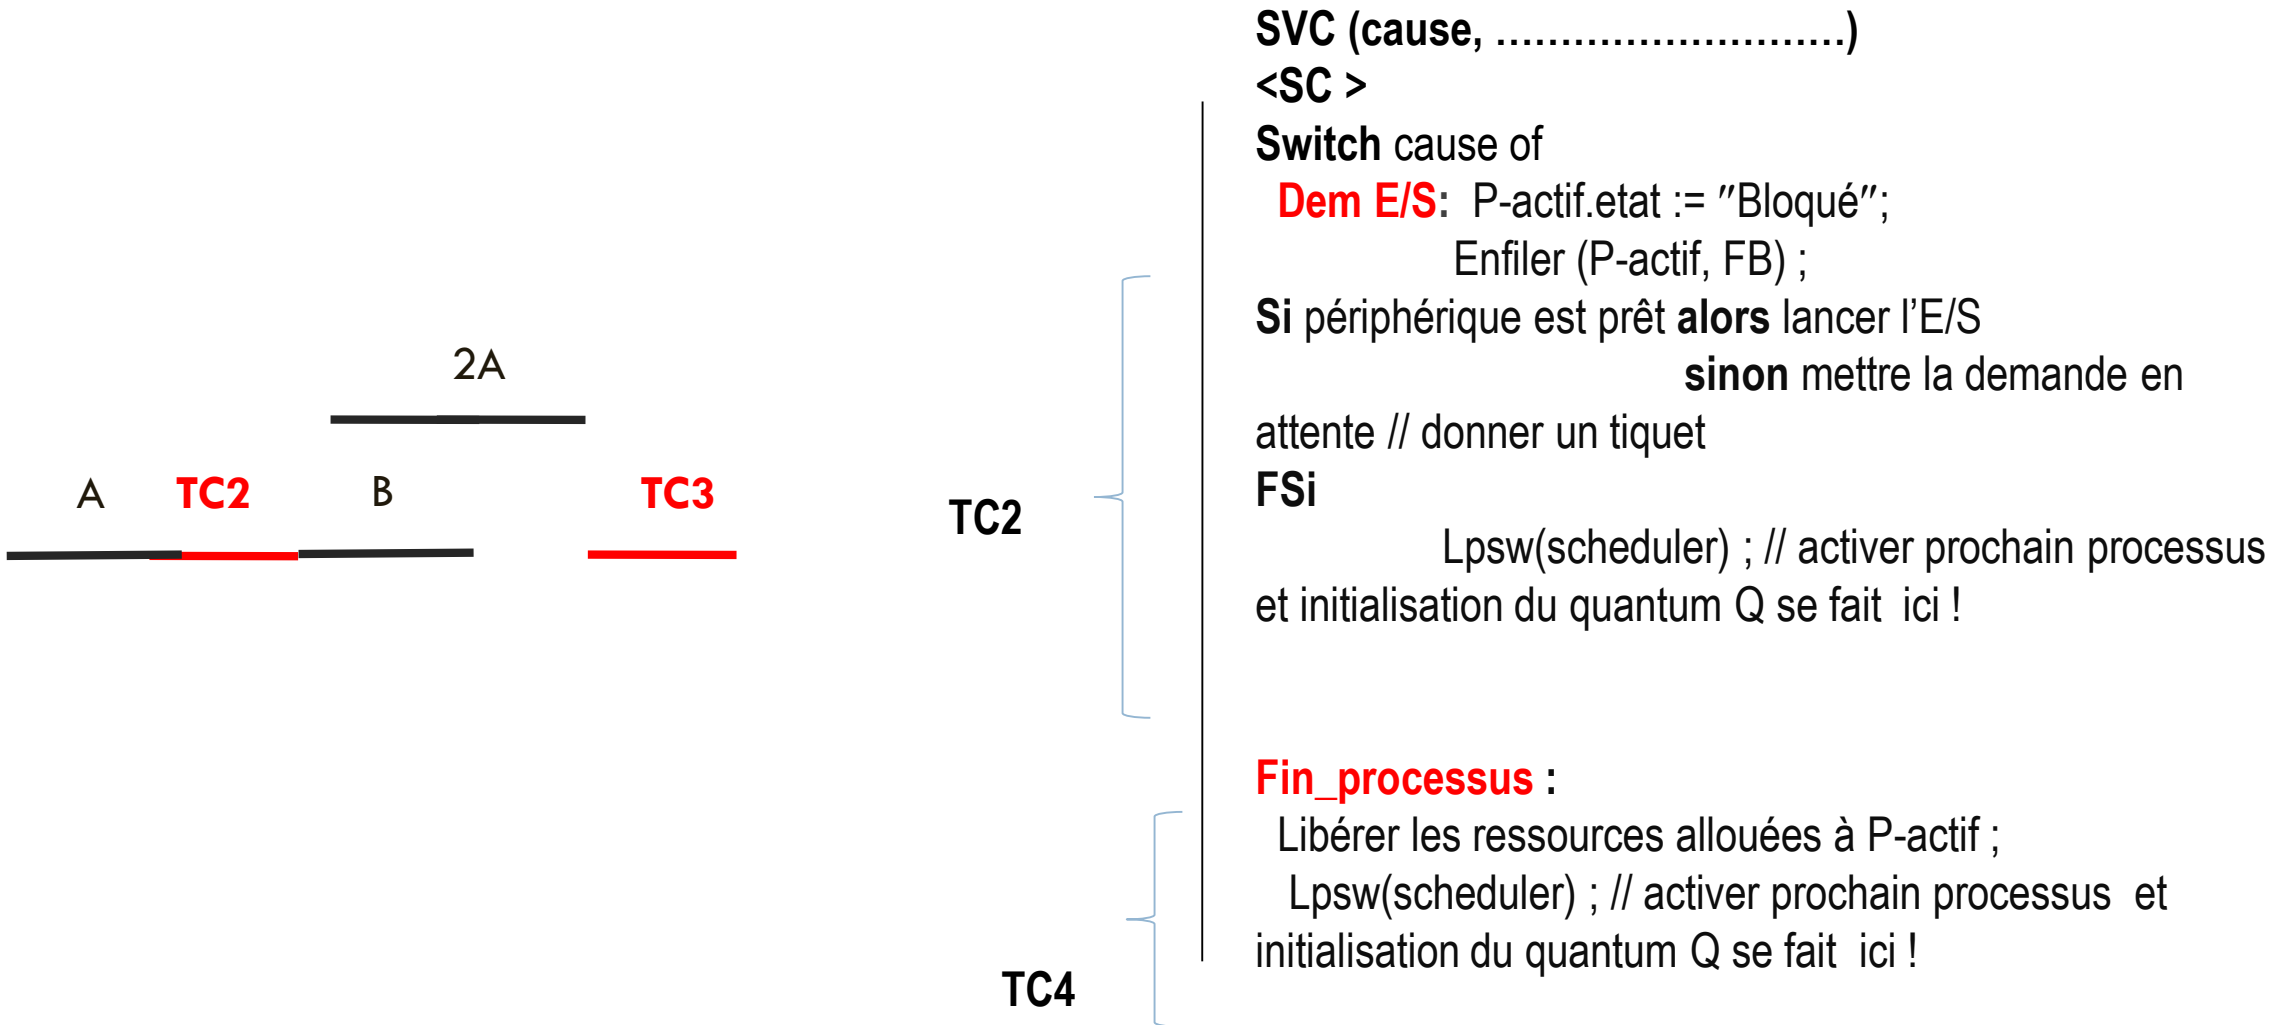 2A
A TC2 B TC3
TC2
TC4
SVC (cause, ……………………….)
<SC >
Switch cause of
Dem E/S: P-actif.etat := ″Bloqué″;
Enfiler (P-actif, FB) ;
Si périphérique est prêt alors lancer l’E/S
sinon mettre la demande en
attente // donner un tiquet
FSi
Lpsw(scheduler) ; // activer prochain processus
et initialisation du quantum Q se fait ici !
Fin_processus :
Libérer les ressources allouées à P-actif ;
Lpsw(scheduler) ; // activer prochain processus et
initialisation du quantum Q se fait ici !